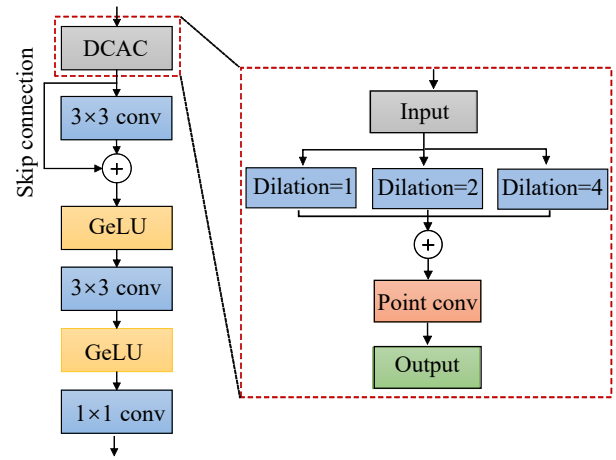 DCAC
Skip connection
3×3 conv
+
GeLU
3×3 conv
GeLU
1×1 conv
Input
Dilation=1
Dilation=2
Dilation=4
+
Point conv
Output